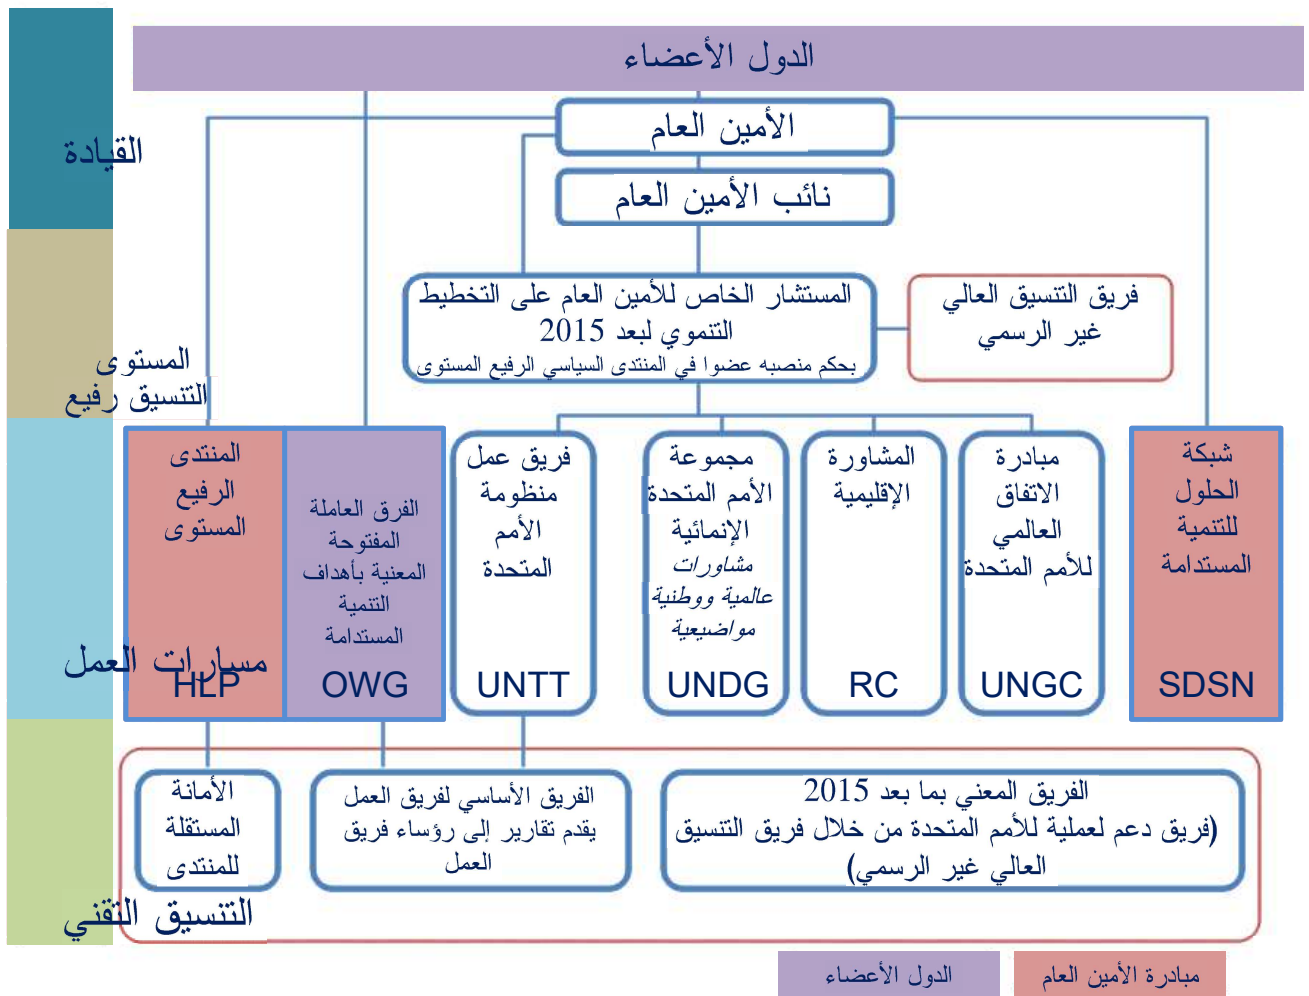 الدول الأعضاء
القيادة
الأمين العام
نائب الأمين العام
المستشار الخاص للأمين العام على التخطيط
التنموي لبعد 2015
بحكم منصبه عضوا في المنتدى السياسي الرفيع المستوى
فريق التنسيق العالي
غير الرسمي
المستوى
التنسيق رفيع
المنتدى
الرفيع
المستوى
HLP
الفرق العاملة
المفتوحة
المعنية بأهداف
التنمية
المستدامة
OWG
فريق عمل
منظومة
الأمم
المتحدة
UNTT
مجموعة
الأمم المتحدة
الإنمائية
مشاورات
عالمية ووطنية
مواضيعية
UNDG
المشاورة
الإقليمية
RC
مبادرة
الاتفاق
العالمي
للأمم المتحدة
UNGC
شبكة
الحلول
للتنمية
المستدامة
SDSN
مسارات العمل
الأمانة
المستقلة
للمنتدى
الفريق الأساسي لفريق العمل
يقدم تقارير إلى رؤساء فريق
العمل
الفريق المعني بما بعد 2015
(فريق دعم لعملية للأمم المتحدة من خلال فريق التنسيق
العالي غير الرسمي)
التنسيق التقني
مبادرة الأمين العام
الدول الأعضاء